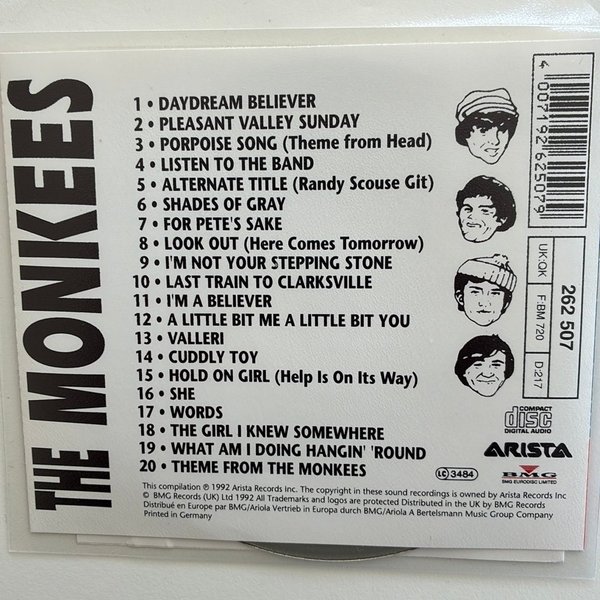 THE MONKEES
1 • DAYDREAM BELIEVER
2 • PLEASANT VALLEY SUNDAY
3 • PORPOISE SONG (Theme from Head)
4 • LISTEN TO THE BAND
5 • ALTERNATE TITLE (Randy Scouse Git)
6 • SHADES OF GRAY
7 • FOR PETE'S SAKE
8 • LOOK OUT (Here Comes Tomorrow)
9 • I'M NOT YOUR STEPPING STONE
10 • LAST TRAIN TO CLARKSVILLE
11 • I'M A BELIEVER
12 • A LITTLE BIT ME A LITTLE BIT YOU
13 • VALLERI
14 • CUDDLY TOY
15 • HOLD ON GIRL (Help Is On Its Way)
16 • SHE
17 • WORDS
18 • THE GIRL I KNEW SOMEWHERE
19 • WHAT AM I DOING HANGIN' 'ROUND
20 • THEME FROM THE MONKEES
4 007192 625079
262 507
UK:QK
F:BM 720
D:217
COMPACT
disc
DIGITAL AUDIO
ARISTA
LC 3484
BMG
BMG EURODISC LIMITED
This compilation ℗ 1992 Arista Records Inc. The copyright in these sound recordings is owned by Arista Records Inc
© BMG Records (UK) Ltd 1992 All Trademarks and logos are protected Distributed in the UK by BMG Records
Distribué en Europe par BMG/Ariola Vertrieb in Europa durch BMG/Ariola A Bertelsmann Music Group Company
Printed in Germany